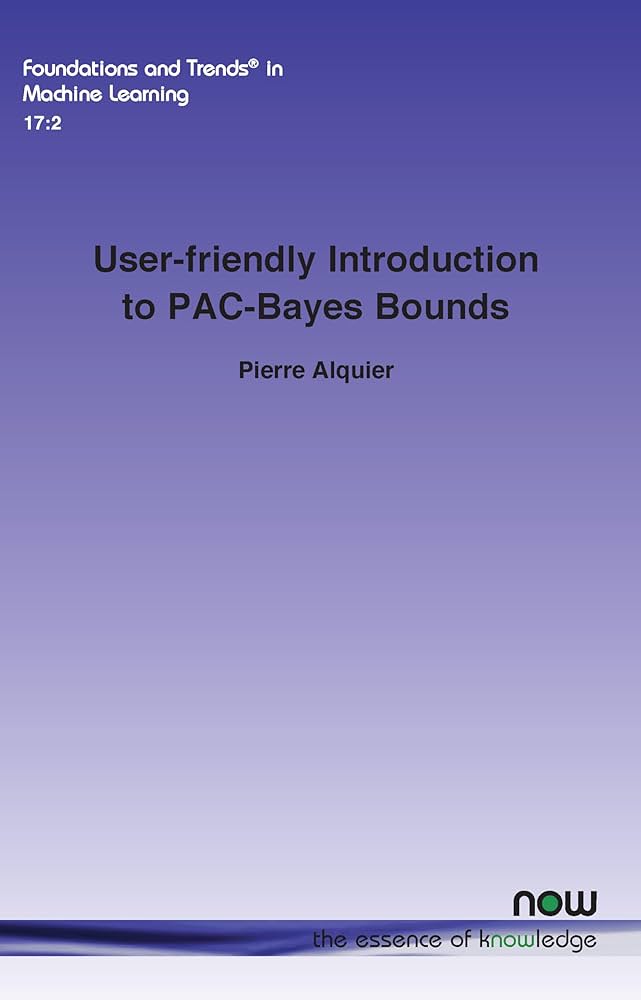 Foundations and Trends® in
Machine Learning
17:2
User-friendly Introduction
to PAC-Bayes Bounds
Pierre Alquier
now
the essence of knowledge